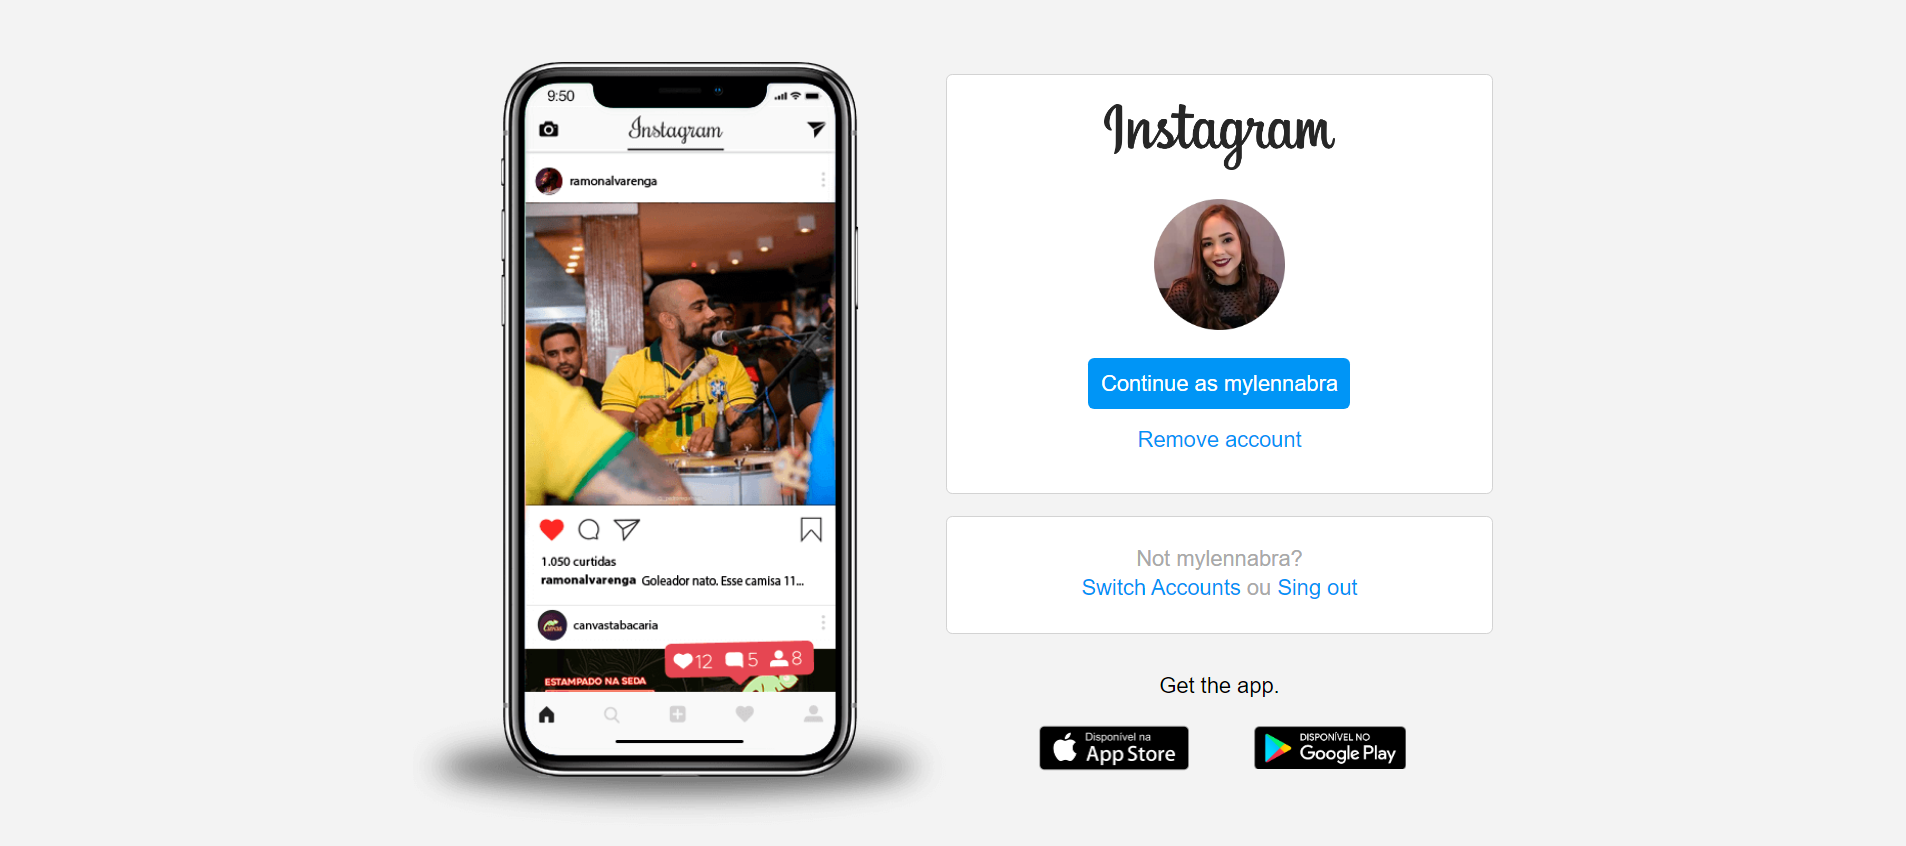 9:50
Instagram
ramonalvarenga
1.050 curtidas
ramonalvarenga Goleador nato. Esse camisa 11...
canvastabacaria
12 5 8
ESTAMPADO NA SEDA
Instagram
Continue as mylennabra
Remove account
Not mylennabra?
Switch Accounts ou Sing out
Get the app.
Disponível na
App Store
DISPONÍVEL NO
Google Play